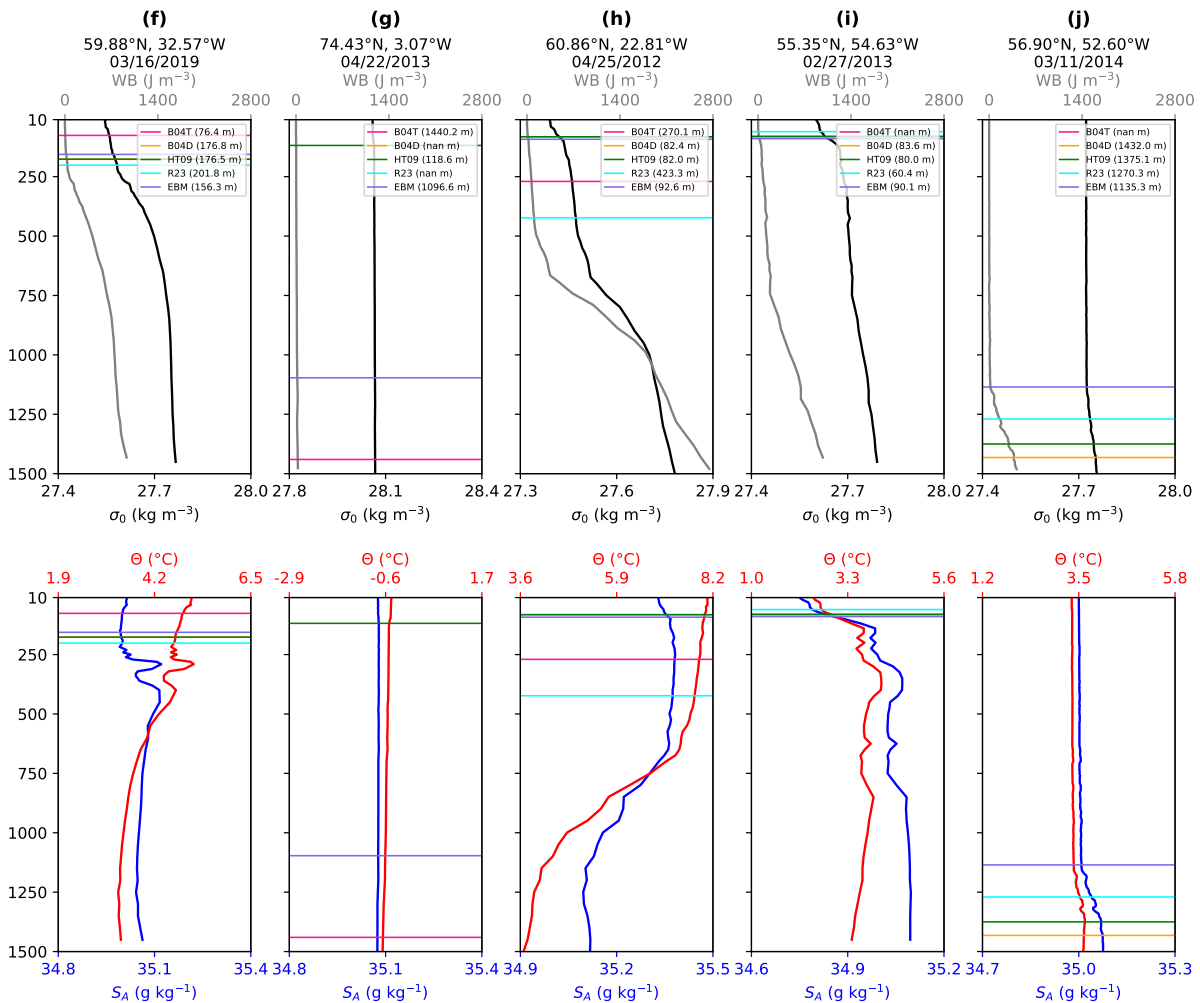 (f) (g) (h) (i) (j)
59.88°N, 32.57°W 74.43°N, 3.07°W 60.86°N, 22.81°W 55.35°N, 54.63°W 56.90°N, 52.60°W
03/16/2019 04/22/2013 04/25/2012 02/27/2013 03/11/2014
WB (J m⁻³) WB (J m⁻³) WB (J m⁻³) WB (J m⁻³) WB (J m⁻³)
0 1400 2800 0 1400 2800 0 1400 2800 0 1400 2800 0 1400 2800
10
B04T (76.4 m) B04T (1440.2 m) B04T (270.1 m) B04T (nan m) B04T (nan m)
B04D (176.8 m) B04D (nan m) B04D (82.4 m) B04D (83.6 m) B04D (1432.0 m)
HT09 (176.5 m) HT09 (118.6 m) HT09 (82.0 m) HT09 (80.0 m) HT09 (1375.1 m)
R23 (201.8 m) R23 (nan m) R23 (423.3 m) R23 (60.4 m) R23 (1270.3 m)
EBM (156.3 m) EBM (1096.6 m) EBM (92.6 m) EBM (90.1 m) EBM (1135.3 m)
250
500
750
1000
1250
1500
27.4 27.7 28.0 27.8 28.1 28.4 27.3 27.6 27.9 27.4 27.7 28.0 27.4 27.7 28.0
σ₀ (kg m⁻³) σ₀ (kg m⁻³) σ₀ (kg m⁻³) σ₀ (kg m⁻³) σ₀ (kg m⁻³)
Θ (°C) Θ (°C) Θ (°C) Θ (°C) Θ (°C)
1.9 4.2 6.5 -2.9 -0.6 1.7 3.6 5.9 8.2 1.0 3.3 5.6 1.2 3.5 5.8
10
250
500
750
1000
1250
1500
34.8 35.1 35.4 34.8 35.1 35.4 34.9 35.2 35.5 34.6 34.9 35.2 34.7 35.0 35.3
S_A (g kg⁻¹) S_A (g kg⁻¹) S_A (g kg⁻¹) S_A (g kg⁻¹) S_A (g kg⁻¹)